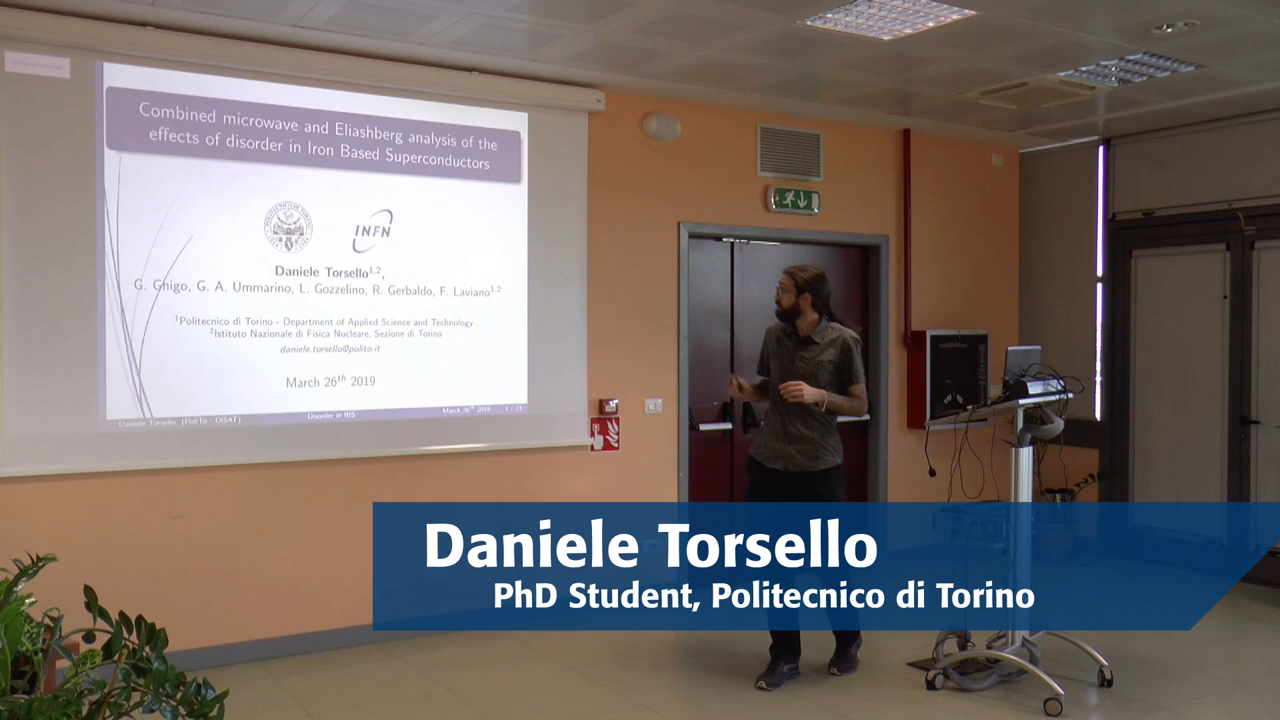 Combined microwave and Eliashberg analysis of the
effects of disorder in Iron Based Superconductors
POLITECNICO DI TORINO
INFN
Daniele Torsello1,2,
G. Ghigo, G. A. Ummarino, L. Gozzelino, R. Gerbaldo, F. Laviano1,2
1Politecnico di Torino - Department of Applied Science and Technology
2Istituto Nazionale di Fisica Nucleare, Sezione di Torino
daniele.torsello@polito.it
March 26th 2019
Daniele Torsello (PoliTo - DiSAT) Disorder in IBS March 26th 2019 1 / 21
Daniele Torsello
PhD Student, Politecnico di Torino